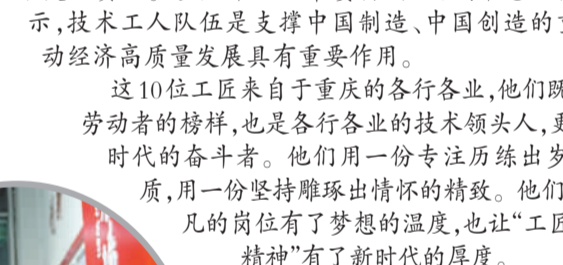 示,技术工人队伍是支撑中国制造、中国创造的
动经济高质量发展具有重要作用。
这10位工匠来自于重庆的各行各业,他们既
劳动者的榜样,也是各行各业的技术领头人,更
时代的奋斗者。他们用一份专注历练出岁
质,用一份坚持雕琢出情怀的精致。他们
凡的岗位有了梦想的温度,也让“工匠
精神”有了新时代的厚度。